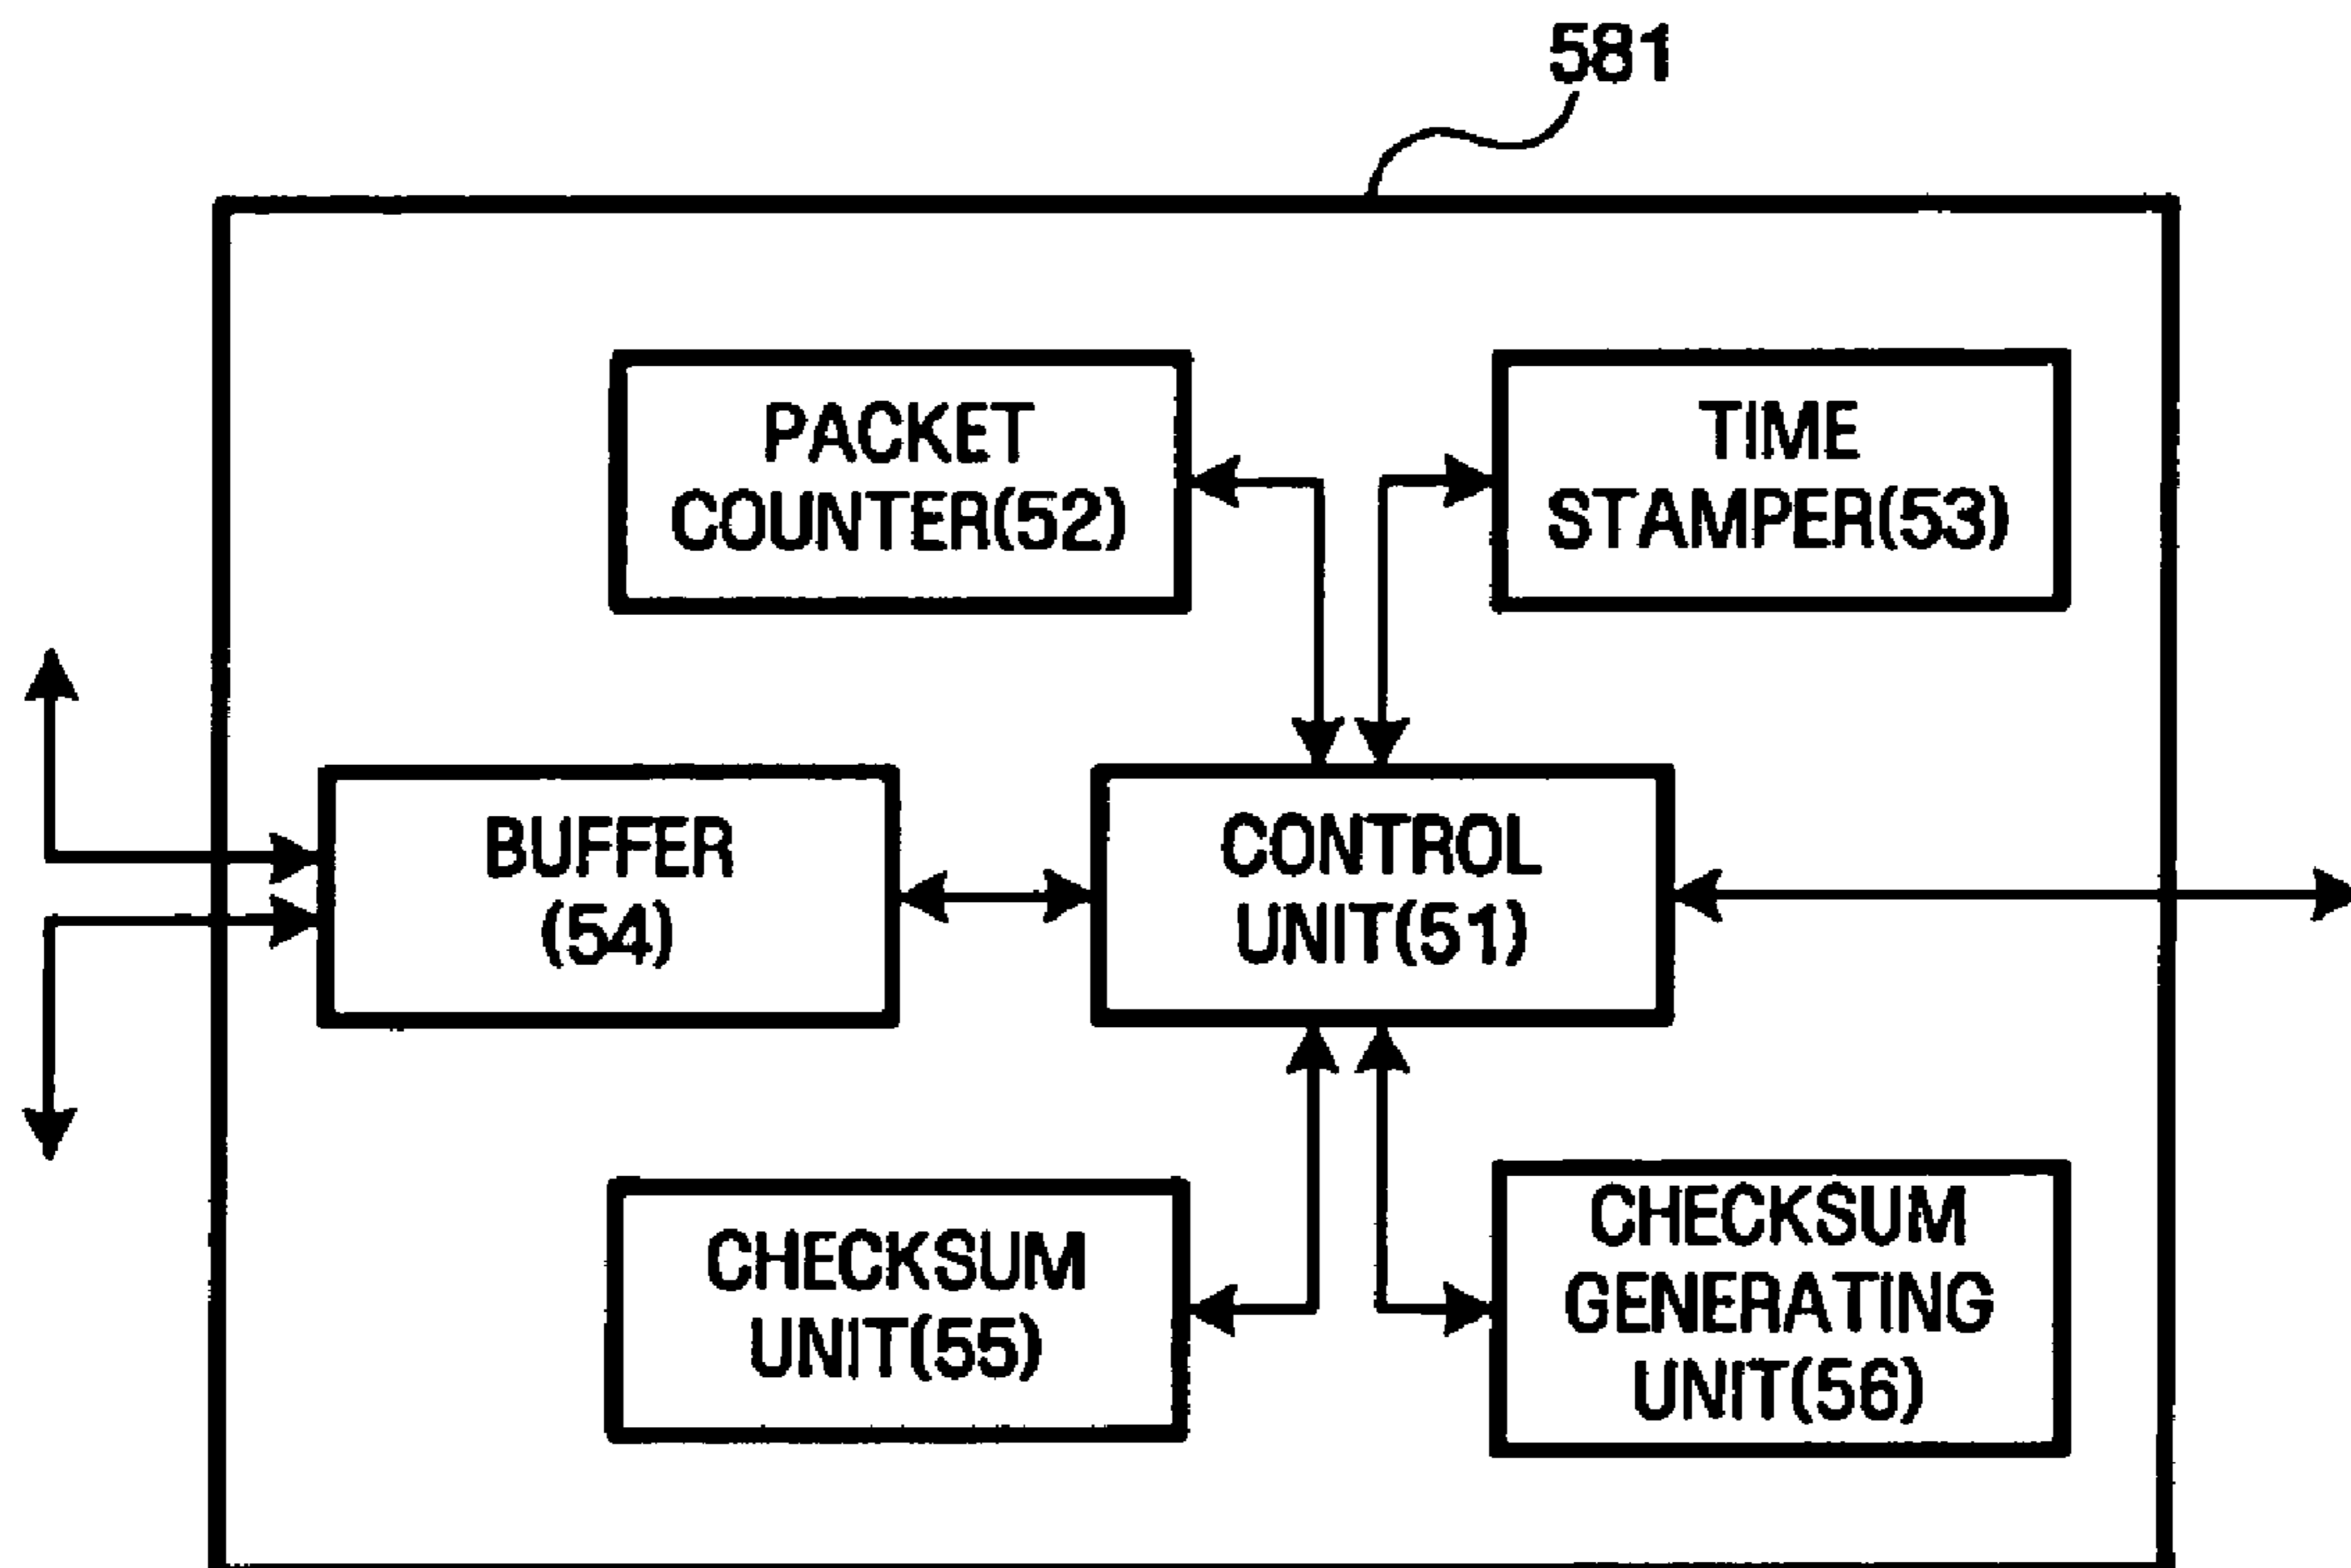 581
PACKET
COUNTER(52)
TIME
STAMPER(53)
BUFFER
(54)
CONTROL
UNIT(51)
CHECKSUM
UNIT(55)
CHECKSUM
GENERATING
UNIT(56)